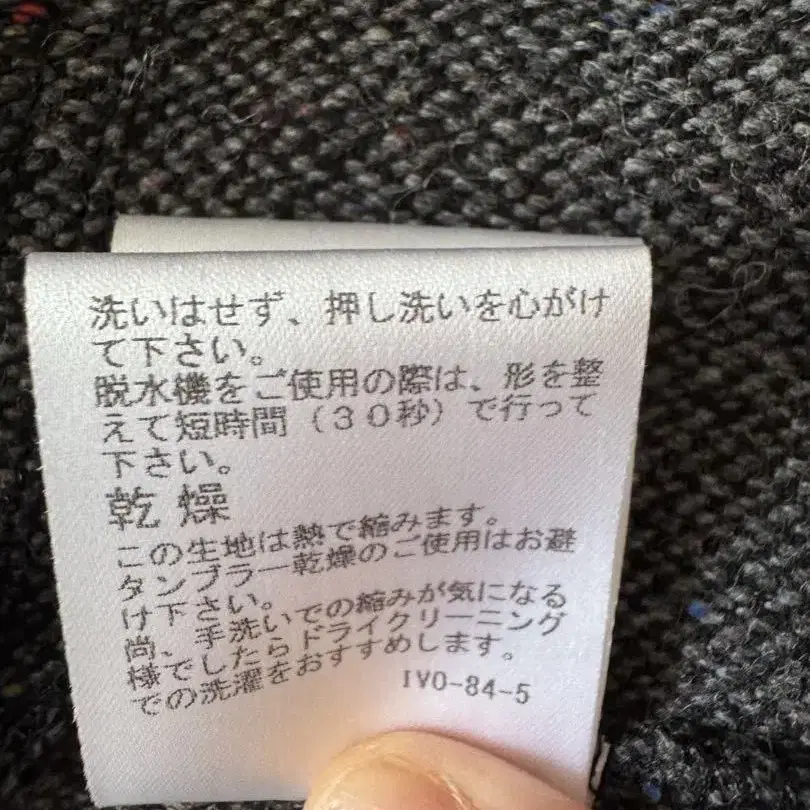 洗いはせず、押し洗いを心がけ
て下さい。
脱水機をご使用の際は、形を整
えて短時間（３０秒）で行って
下さい。
乾 燥
この生地は熱で縮みます。
タンブラー乾燥のご使用はお避
け下さい。
尚、手洗いでの縮みが気になる
様でしたらドライクリーニング
での洗濯をおすすめします。
IVO-84-5